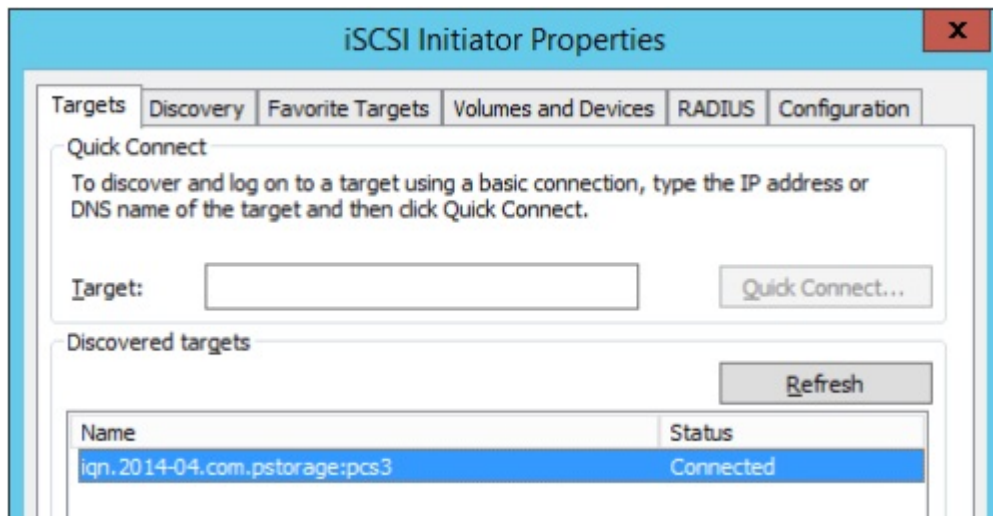 iSCSI Initiator Properties
x
Targets Discovery Favorite Targets Volumes and Devices RADIUS Configuration
Quick Connect
To discover and log on to a target using a basic connection, type the IP address or
DNS name of the target and then click Quick Connect.
Target: Quick Connect...
Discovered targets
Refresh
Name Status
iqn.2014-04.com.pstorage:pcs3 Connected